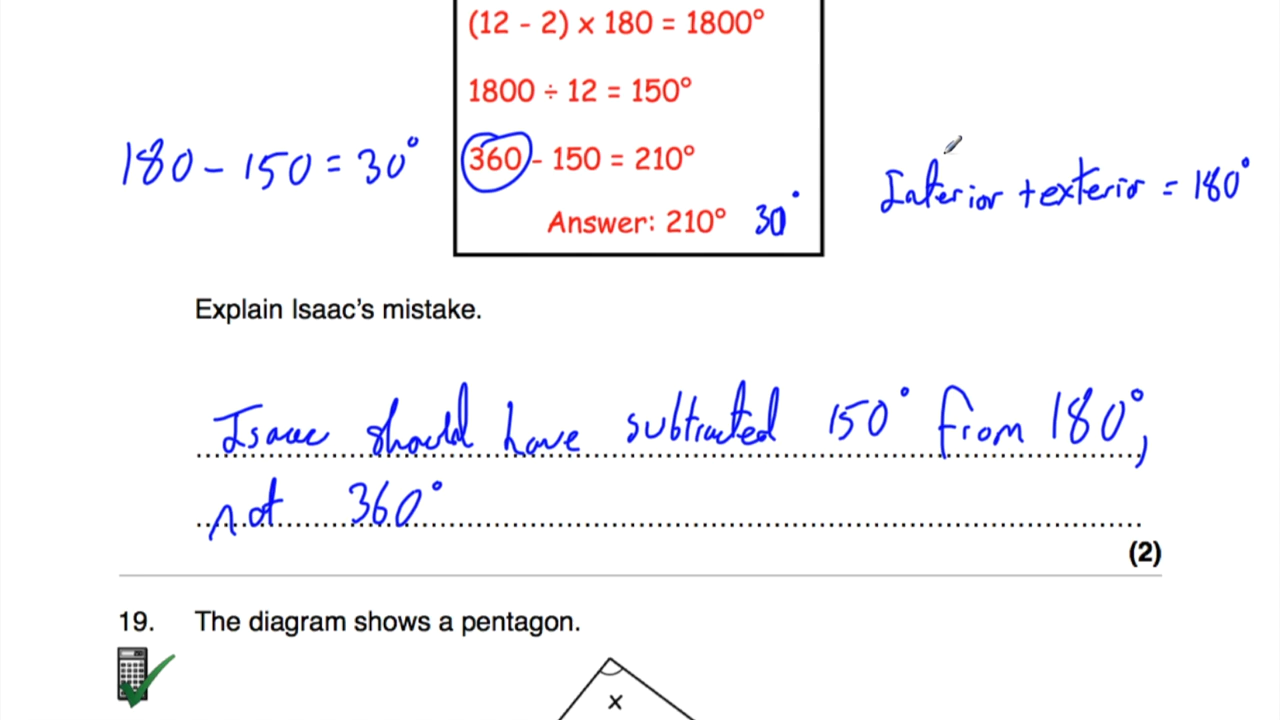 (12 - 2) x 180 = 1800°
1800 ÷ 12 = 150°
180 - 150 = 30°
360 - 150 = 210°
Interior + exterior = 180°
Answer: 210° 30°
Explain Isaac's mistake.
Isaac should have subtracted 150° from 180°,
not 360°
(2)
19. The diagram shows a pentagon.
x